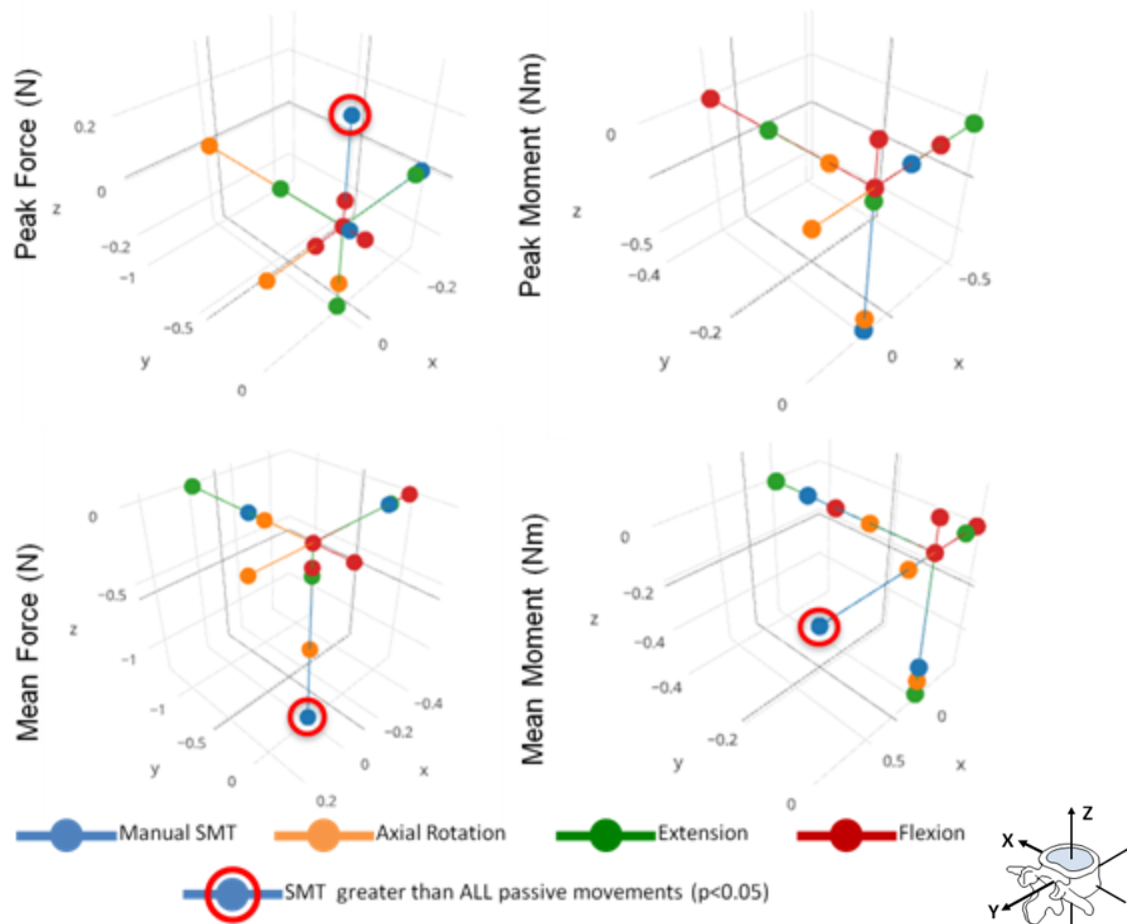 Peak Force (N)
0.2
0
z
−0.2
−1
−0.5
y
0
−0.2
0
x
Peak Moment (Nm)
0
z
−0.5
−0.4
−0.2
y
0
−0.5
0
x
Mean Force (N)
0
−0.5
z
−1
−1
−0.5
y
0
0.2
−0.4
−0.2
0
x
Mean Moment (Nm)
0
−0.2
z
−0.4
−0.4
−0.2
y
0
0
0.5
x
Manual SMT
Axial Rotation
Extension
Flexion
SMT greater than ALL passive movements (p<0.05)
Z
X
Y